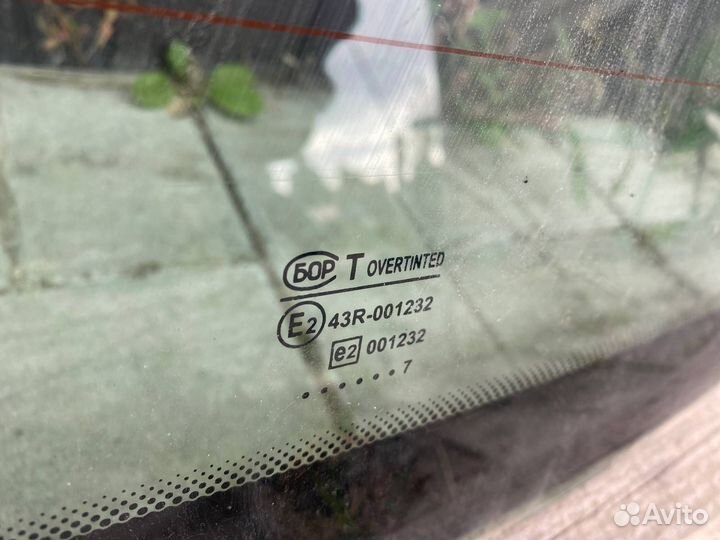 БОР T OVERTINTED
E2 43R-001232
e2 001232
. . . . . . 7
Avito